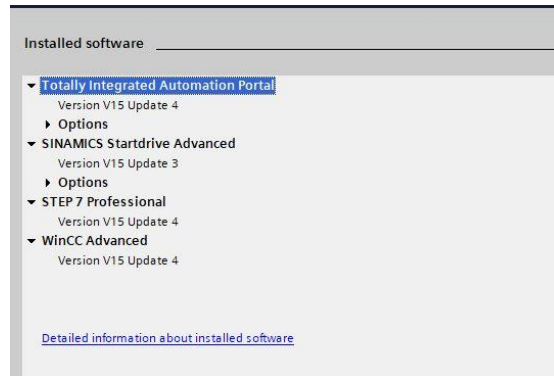 Installed software
Totally Integrated Automation Portal
Version V15 Update 4
Options
SINAMICS Startdrive Advanced
Version V15 Update 3
Options
STEP 7 Professional
Version V15 Update 4
WinCC Advanced
Version V15 Update 4
Detailed information about installed software